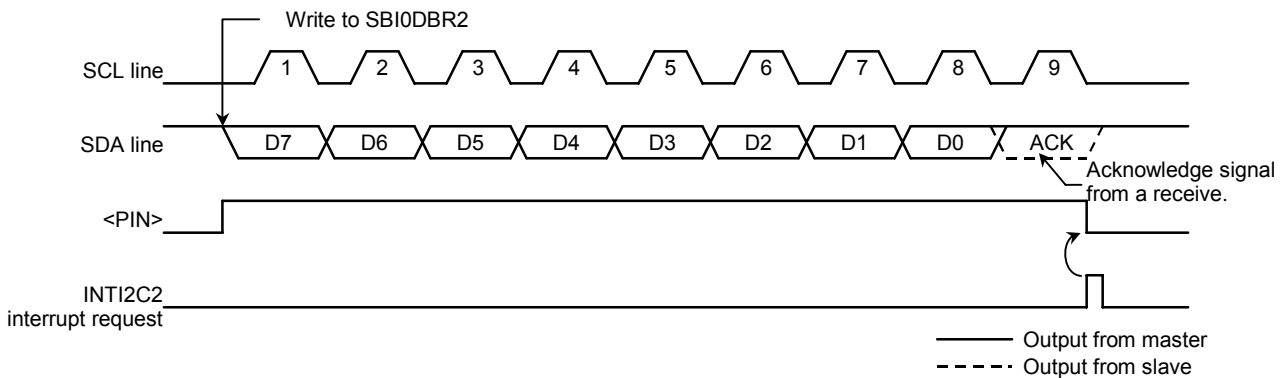 Write to SBI0DBR2
SCL line
1 2 3 4 5 6 7 8 9
SDA line
D7 D6 D5 D4 D3 D2 D1 D0 ACK
Acknowledge signal
from a receive.
<PIN>
INTI2C2
interrupt request
Output from master
Output from slave